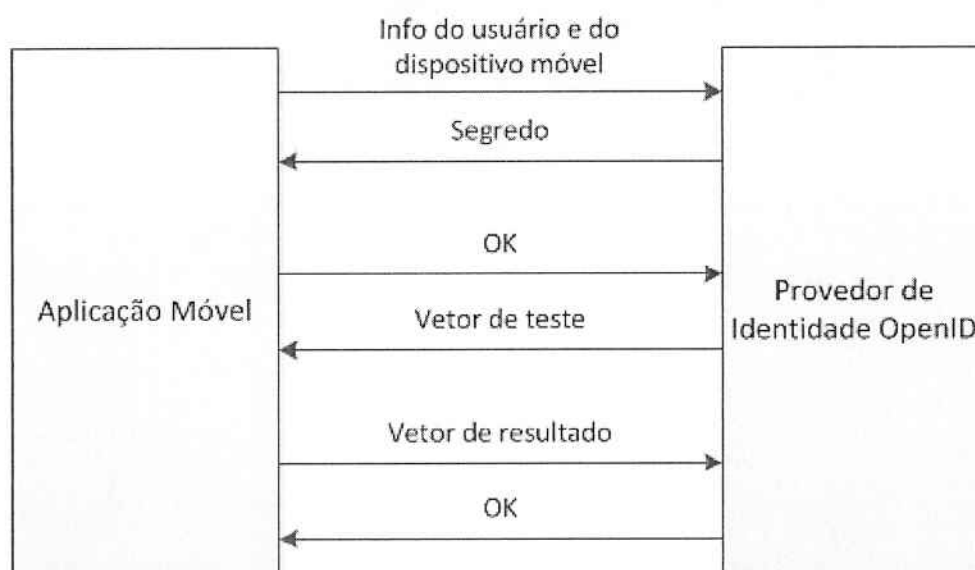 Info do usuário e do
dispositivo móvel
Segredo
OK
Aplicação Móvel
Vetor de teste
Provedor de
Identidade OpenID
Vetor de resultado
OK